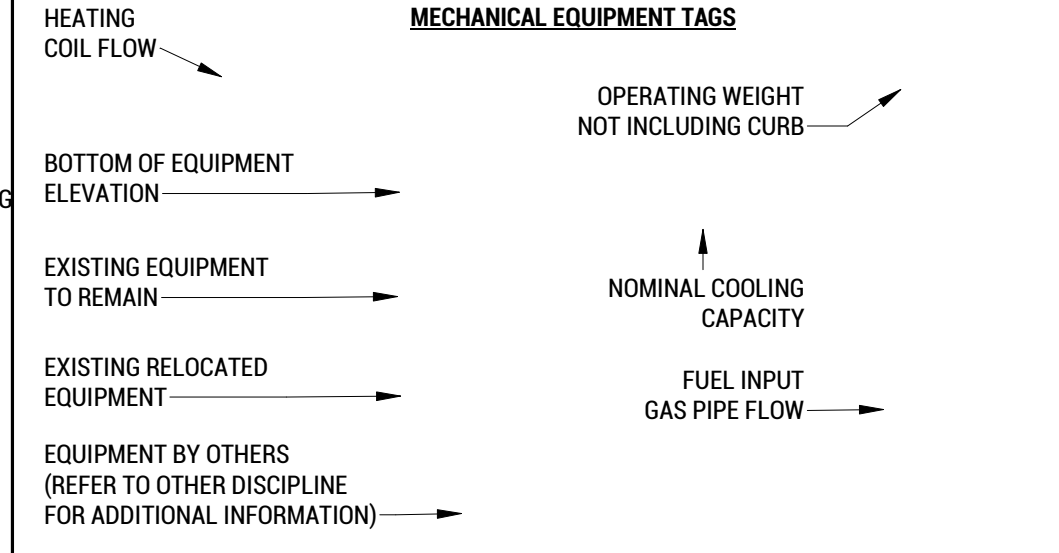 MECHANICAL EQUIPMENT TAGS
HEATING
COIL FLOW
BOTTOM OF EQUIPMENT
ELEVATION
EXISTING EQUIPMENT
TO REMAIN
EXISTING RELOCATED
EQUIPMENT
EQUIPMENT BY OTHERS
(REFER TO OTHER DISCIPLINE
FOR ADDITIONAL INFORMATION)
OPERATING WEIGHT
NOT INCLUDING CURB
NOMINAL COOLING
CAPACITY
FUEL INPUT
GAS PIPE FLOW